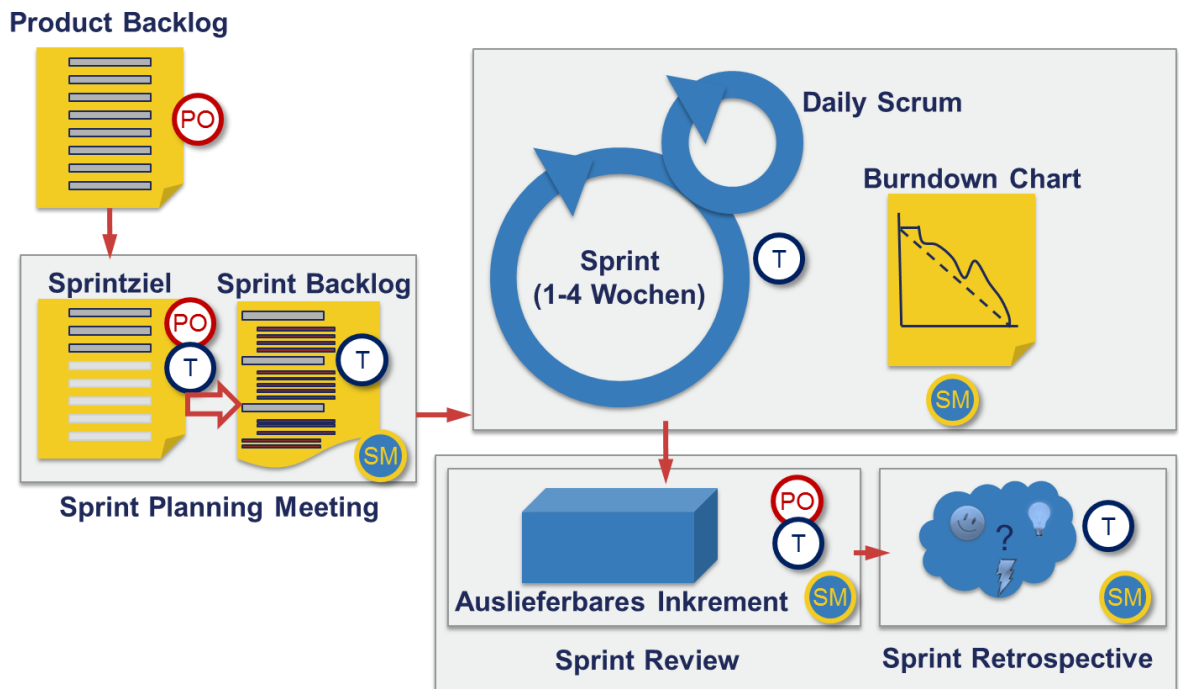 Product Backlog
PO
Sprintziel
PO
T
Sprint Backlog
T
SM
Sprint Planning Meeting
Daily Scrum
Sprint
(1-4 Wochen)
T
Burndown Chart
SM
PO
T
Auslieferbares Inkrement
SM
Sprint Review
?
T
SM
Sprint Retrospective